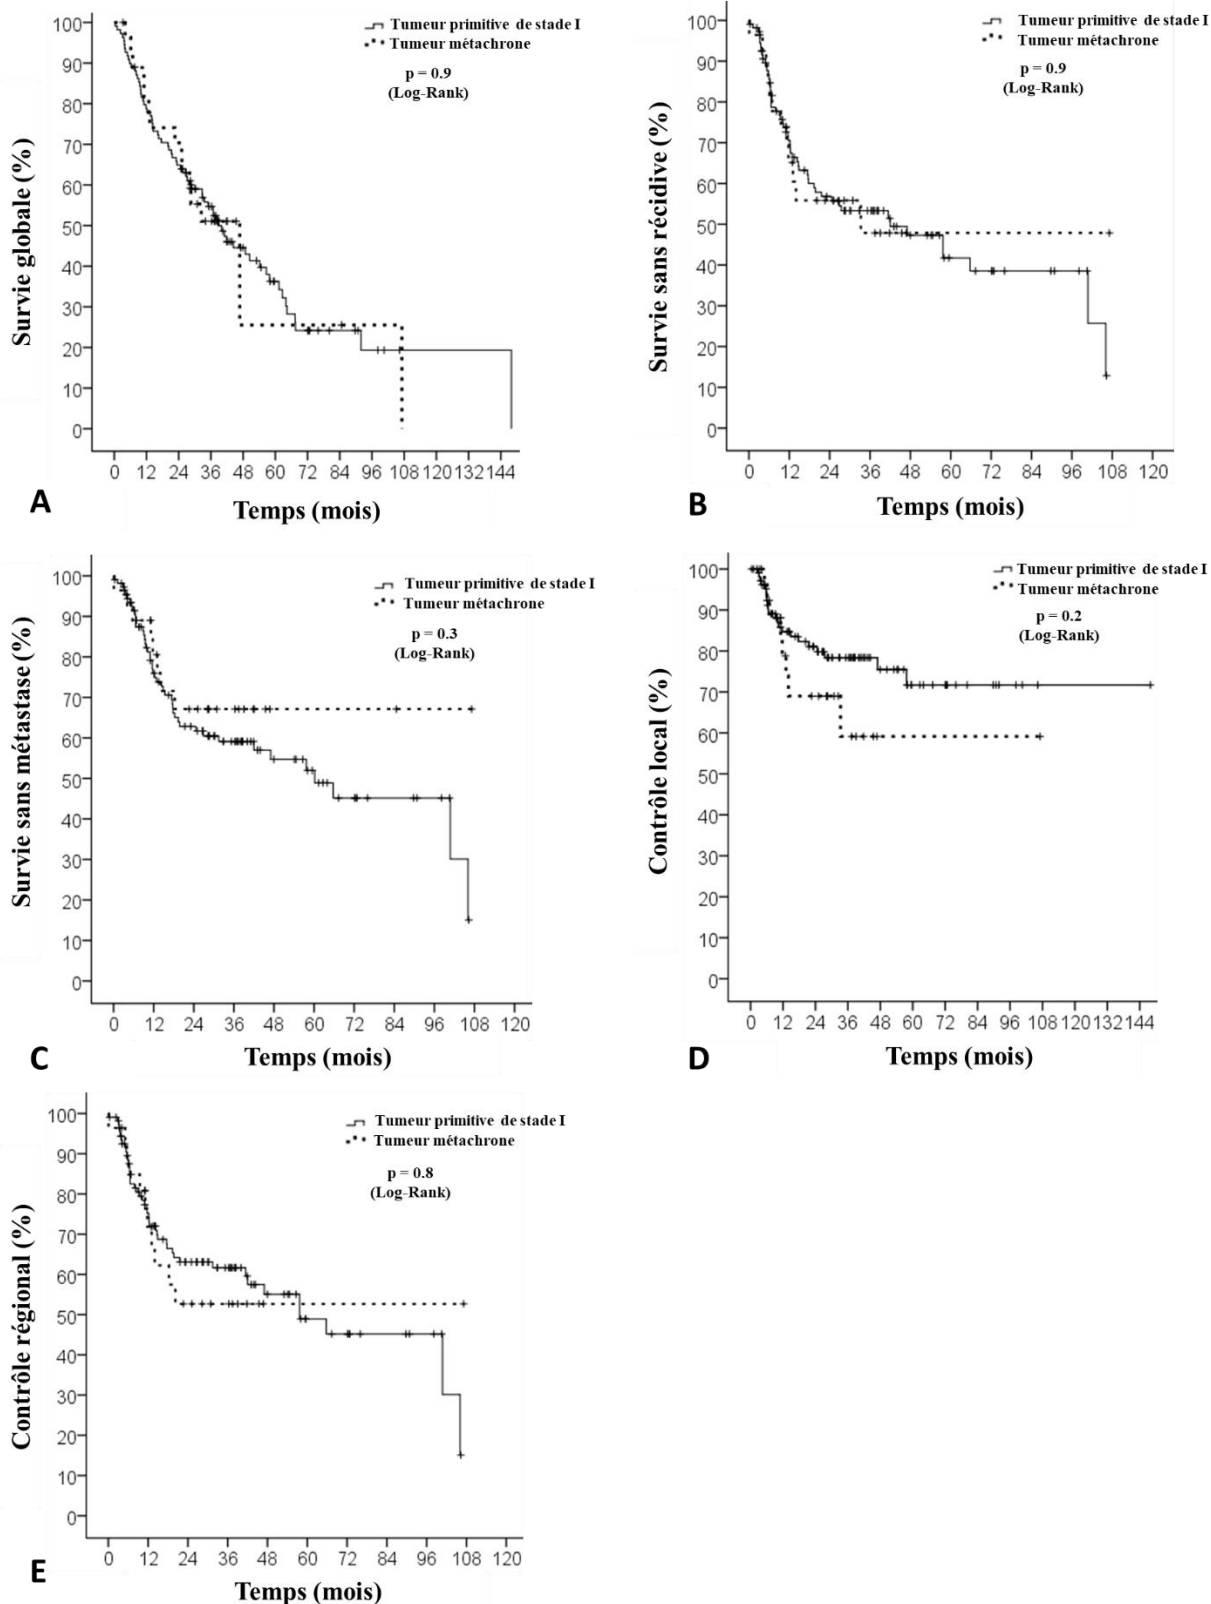 Survie globale (%)
100
90
80
70
60
50
40
30
20
10
0
Tumeur primitive de stade I
Tumeur métachrone
p = 0.9
(Log-Rank)
0 12 24 36 48 60 72 84 96 108 120 132 144
Temps (mois)
A
Survie sans récidive (%)
100
90
80
70
60
50
40
30
20
10
0
Tumeur primitive de stade I
Tumeur métachrone
p = 0.9
(Log-Rank)
0 12 24 36 48 60 72 84 96 108 120
Temps (mois)
B
Survie sans métastase (%)
100
90
80
70
60
50
40
30
20
10
0
Tumeur primitive de stade I
Tumeur métachrone
p = 0.3
(Log-Rank)
0 12 24 36 48 60 72 84 96 108 120
Temps (mois)
C
Contrôle local (%)
100
90
80
70
60
50
40
30
20
10
0
Tumeur primitive de stade I
Tumeur métachrone
p = 0.2
(Log-Rank)
0 12 24 36 48 60 72 84 96 108 120 132 144
Temps (mois)
D
Contrôle régional (%)
100
90
80
70
60
50
40
30
20
10
0
Tumeur primitive de stade I
Tumeur métachrone
p = 0.8
(Log-Rank)
0 12 24 36 48 60 72 84 96 108 120
Temps (mois)
E